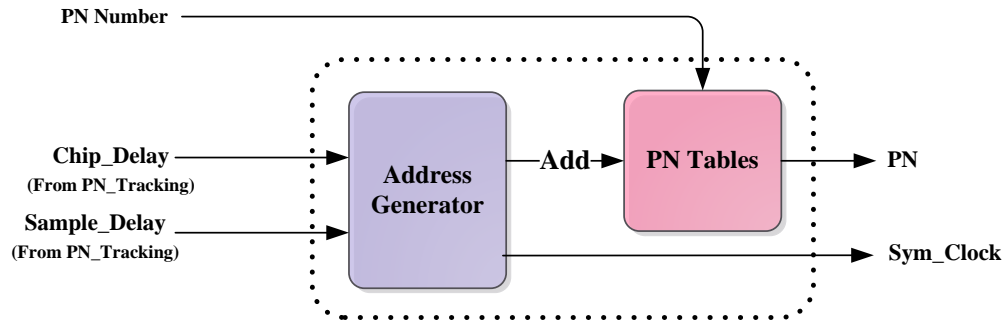 PN Number
Chip_Delay
(From PN_Tracking)
Sample_Delay
(From PN_Tracking)
Address
Generator
Add
PN Tables
PN
Sym_Clock